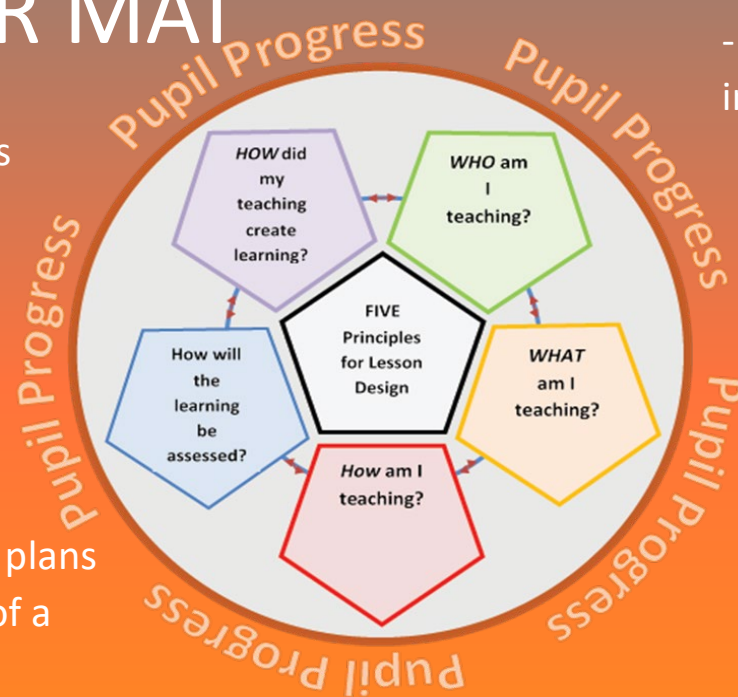 R MAT
Pupil Progress
Pupil Progress
-
in
s
Pupil Progress
HOW did
my
teaching
create
learning?
WHO am
I
teaching?
FIVE
Principles
for Lesson
Design
How will
the
learning
be
assessed?
WHAT
am I
teaching?
How am I
teaching?
Pupil Progress
plans
of a
Pupil Progress